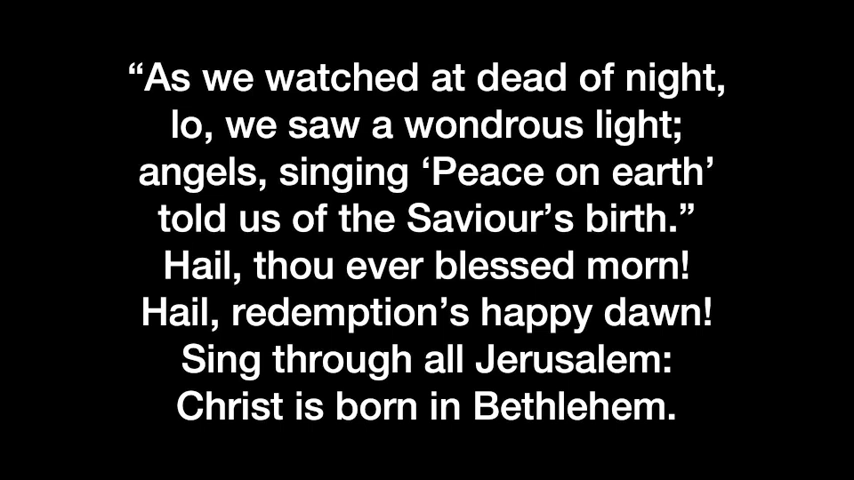 “As we watched at dead of night,
lo, we saw a wondrous light;
angels, singing ‘Peace on earth’
told us of the Saviour’s birth.”
Hail, thou ever blessed morn!
Hail, redemption’s happy dawn!
Sing through all Jerusalem:
Christ is born in Bethlehem.